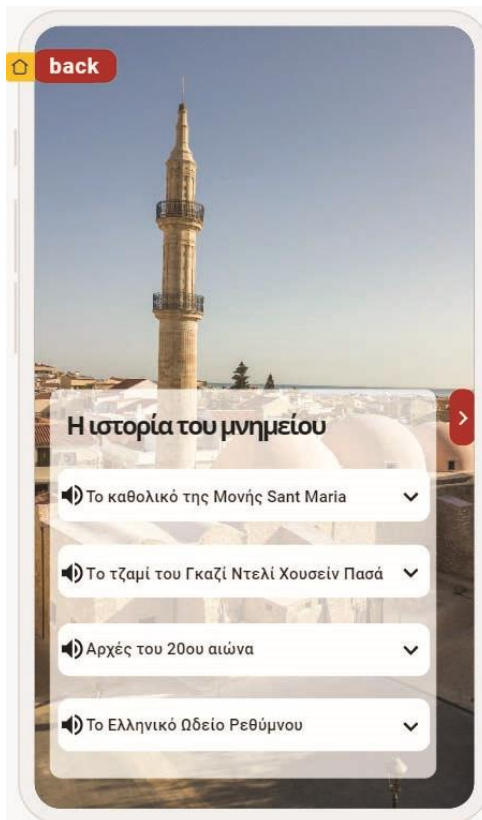 back
Η ιστορία του μνημείου
Το καθολικό της Μονής Sant Maria
Το τζαμί του Γκαζί Ντελί Χουσείν Πασά
Αρχές του 20ου αιώνα
Το Ελληνικό Ωδείο Ρεθύμνου